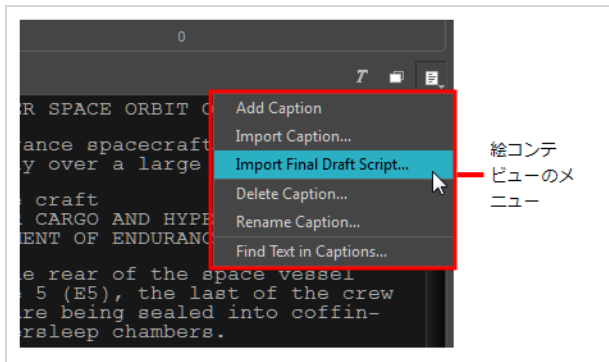 0
T
R SPACE ORBIT
Add Caption
ance spacecraft
Import Caption...
y over a large
Import Final Draft Script...
craft
Delete Caption...
CARGO AND HYPE
Rename Caption...
MENT OF ENDURANC
Find Text in Captions...
e rear of the space vessel
5 (E5), the last of the crew
re being sealed into coffin-
rsleep chambers.
絵コンテ
ビューのメ
ニュー